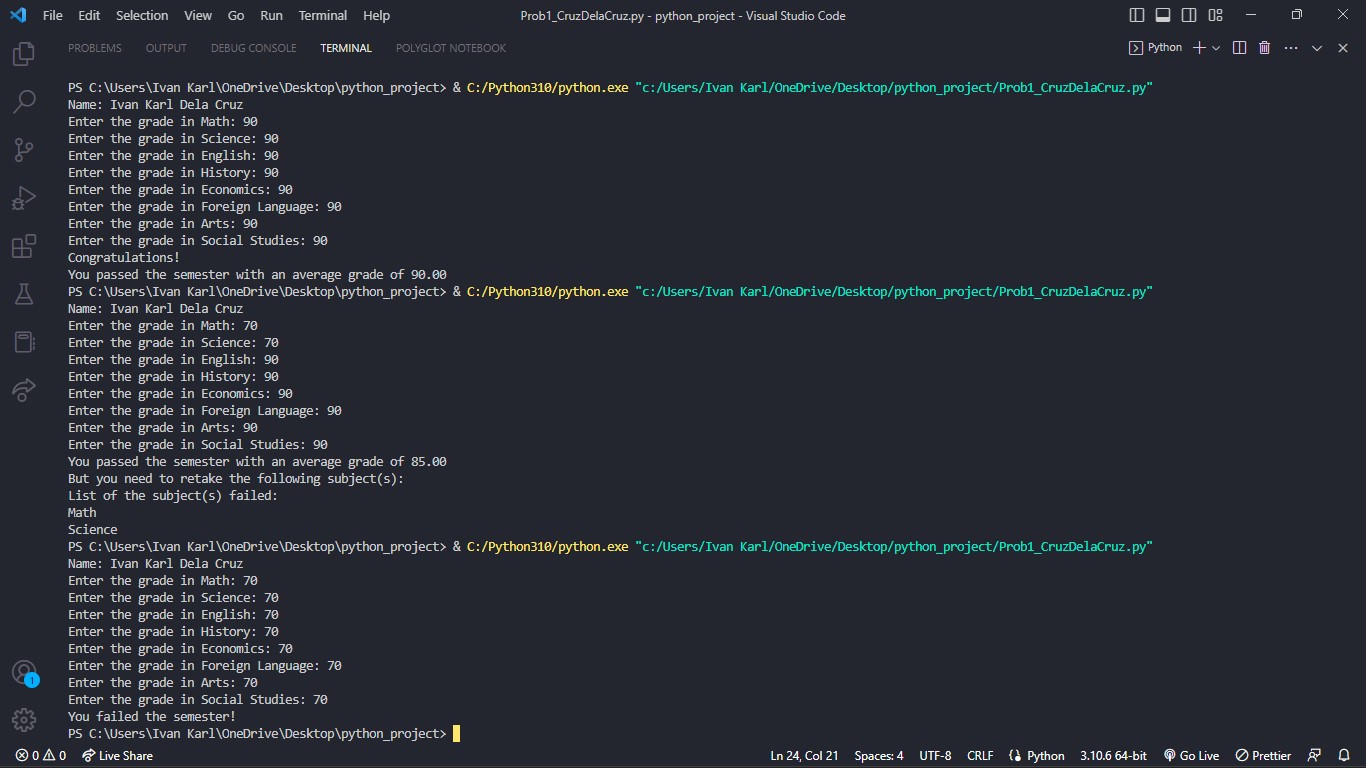 File Edit Selection View Go Run Terminal Help Prob1_CruzDelaCruz.py - python_project - Visual Studio Code
PROBLEMS OUTPUT DEBUG CONSOLE TERMINAL POLYGLOT NOTEBOOK Python
PS C:\Users\Ivan Karl\OneDrive\Desktop\python_project> & C:/Python310/python.exe "c:/Users/Ivan Karl/OneDrive/Desktop/python_project/Prob1_CruzDelaCruz.py"
Name: Ivan Karl Dela Cruz
Enter the grade in Math: 90
Enter the grade in Science: 90
Enter the grade in English: 90
Enter the grade in History: 90
Enter the grade in Economics: 90
Enter the grade in Foreign Language: 90
Enter the grade in Arts: 90
Enter the grade in Social Studies: 90
Congratulations!
You passed the semester with an average grade of 90.00
PS C:\Users\Ivan Karl\OneDrive\Desktop\python_project> & C:/Python310/python.exe "c:/Users/Ivan Karl/OneDrive/Desktop/python_project/Prob1_CruzDelaCruz.py"
Name: Ivan Karl Dela Cruz
Enter the grade in Math: 70
Enter the grade in Science: 70
Enter the grade in English: 90
Enter the grade in History: 90
Enter the grade in Economics: 90
Enter the grade in Foreign Language: 90
Enter the grade in Arts: 90
Enter the grade in Social Studies: 90
You passed the semester with an average grade of 85.00
But you need to retake the following subject(s):
List of the subject(s) failed:
Math
Science
PS C:\Users\Ivan Karl\OneDrive\Desktop\python_project> & C:/Python310/python.exe "c:/Users/Ivan Karl/OneDrive/Desktop/python_project/Prob1_CruzDelaCruz.py"
Name: Ivan Karl Dela Cruz
Enter the grade in Math: 70
Enter the grade in Science: 70
Enter the grade in English: 70
Enter the grade in History: 70
Enter the grade in Economics: 70
Enter the grade in Foreign Language: 70
Enter the grade in Arts: 70
Enter the grade in Social Studies: 70
You failed the semester!
PS C:\Users\Ivan Karl\OneDrive\Desktop\python_project>
1
0 0 Live Share Ln 24, Col 21 Spaces: 4 UTF-8 CRLF Python 3.10.6 64-bit Go Live Prettier